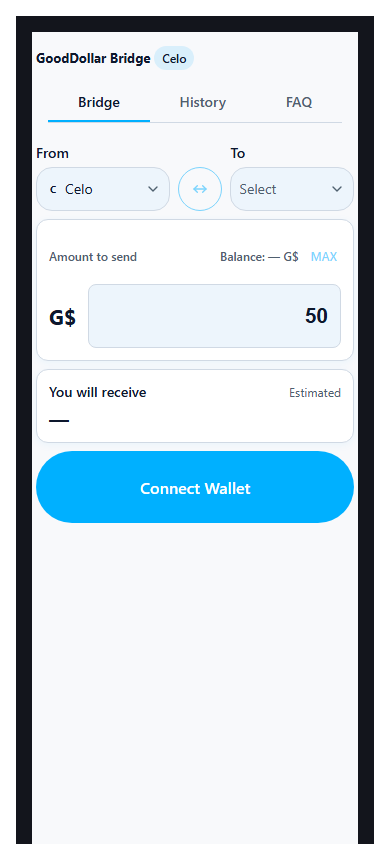 GoodDollar Bridge Celo
Bridge History FAQ
From To
c Celo Select
Amount to send Balance: — G$ MAX
G$ 50
You will receive Estimated
—
Connect Wallet